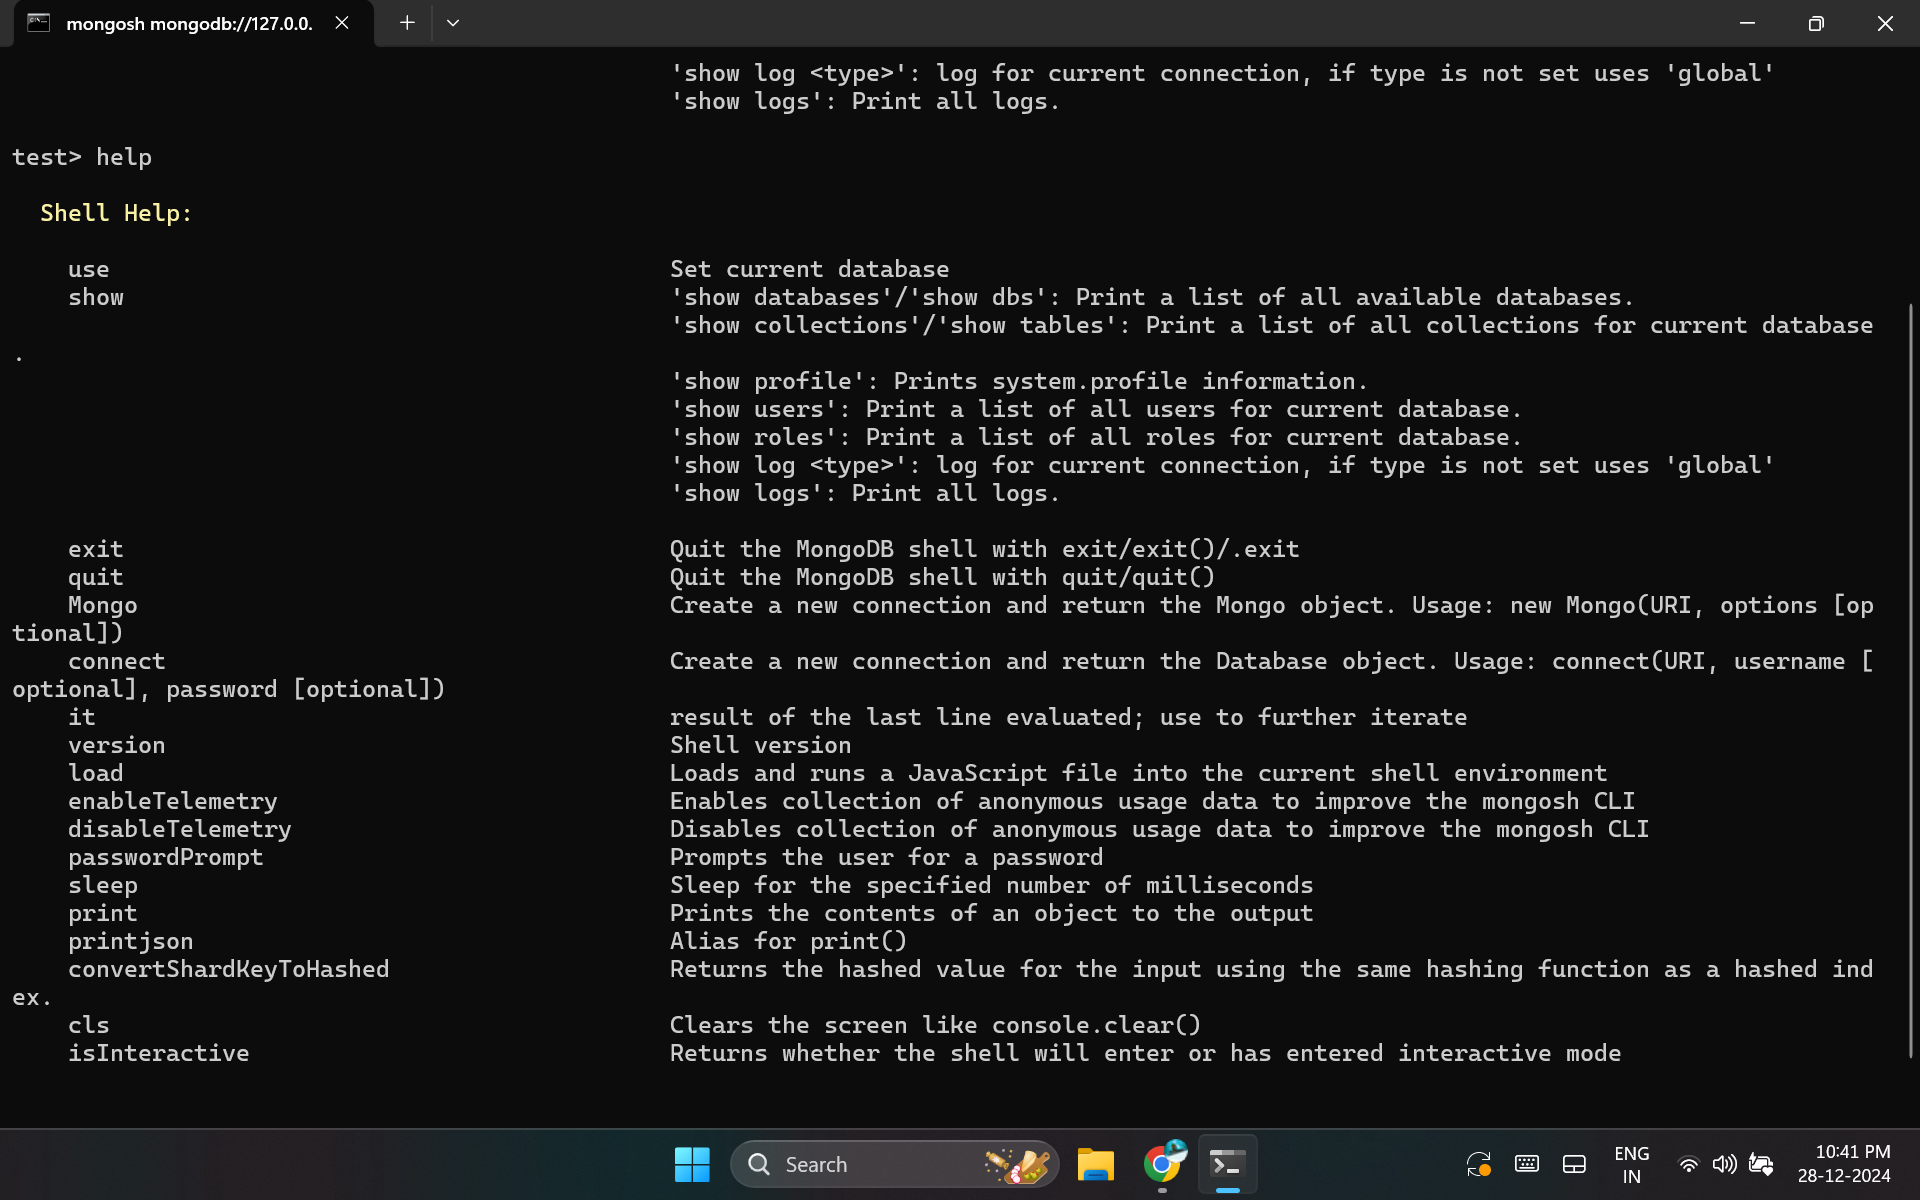 mongosh mongodb://127.0.0.
'show log <type>': log for current connection, if type is not set uses 'global'
'show logs': Print all logs.
test> help
Shell Help:
use Set current database
show 'show databases'/'show dbs': Print a list of all available databases.
'show collections'/'show tables': Print a list of all collections for current database
.
'show profile': Prints system.profile information.
'show users': Print a list of all users for current database.
'show roles': Print a list of all roles for current database.
'show log <type>': log for current connection, if type is not set uses 'global'
'show logs': Print all logs.
exit Quit the MongoDB shell with exit/exit()/.exit
quit Quit the MongoDB shell with quit/quit()
Mongo Create a new connection and return the Mongo object. Usage: new Mongo(URI, options [op
tional])
connect Create a new connection and return the Database object. Usage: connect(URI, username [
optional], password [optional])
it result of the last line evaluated; use to further iterate
version Shell version
load Loads and runs a JavaScript file into the current shell environment
enableTelemetry Enables collection of anonymous usage data to improve the mongosh CLI
disableTelemetry Disables collection of anonymous usage data to improve the mongosh CLI
passwordPrompt Prompts the user for a password
sleep Sleep for the specified number of milliseconds
print Prints the contents of an object to the output
printjson Alias for print()
convertShardKeyToHashed Returns the hashed value for the input using the same hashing function as a hashed ind
ex.
cls Clears the screen like console.clear()
isInteractive Returns whether the shell will enter or has entered interactive mode
Search
ENG
IN
10:41 PM
28-12-2024